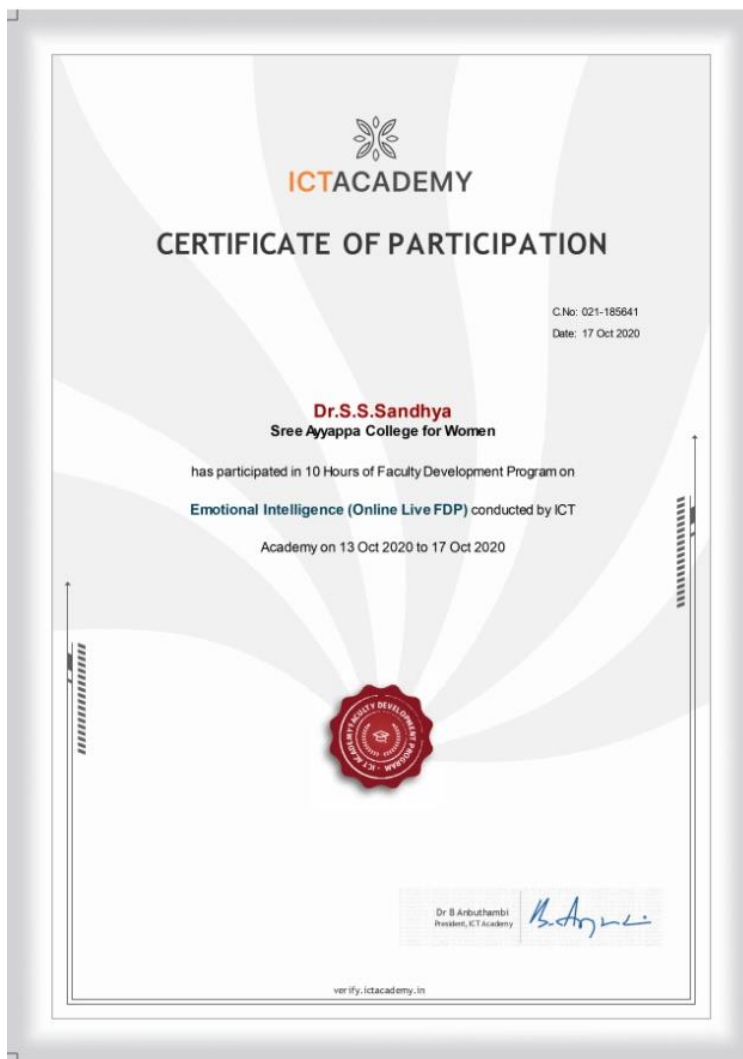 ICTACADEMY
CERTIFICATE OF PARTICIPATION
C.No: 021-185641
Date: 17 Oct 2020
Dr.S.S.Sandhya
Sree Ayyappa College for Women
has participated in 10 Hours of Faculty Development Program on
Emotional Intelligence (Online Live FDP) conducted by ICT
Academy on 13 Oct 2020 to 17 Oct 2020
ICT ACADEMY FACULTY DEVELOPMENT PROGRAM
Dr B Anbuthambi
President, ICT Academy
verify.ictacademy.in